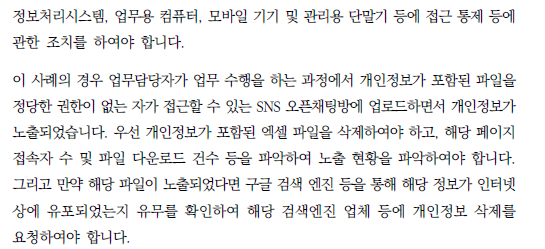 정보처리시스템, 업무용 컴퓨터, 모바일 기기 및 관리용 단말기 등에 접근 통제 등에
관한 조치를 하여야 합니다.
이 사례의 경우 업무담당자가 업무 수행을 하는 과정에서 개인정보가 포함된 파일을
정당한 권한이 없는 자가 접근할 수 있는 SNS 오픈채팅방에 업로드하면서 개인정보가
노출되었습니다. 우선 개인정보가 포함된 엑셀 파일을 삭제하여야 하고, 해당 페이지
접속자 수 및 파일 다운로드 건수 등을 파악하여 노출 현황을 파악하여야 합니다.
그리고 만약 해당 파일이 노출되었다면 구글 검색 엔진 등을 통해 해당 정보가 인터넷
상에 유포되었는지 유무를 확인하여 해당 검색엔진 업체 등에 개인정보 삭제를
요청하여야 합니다.